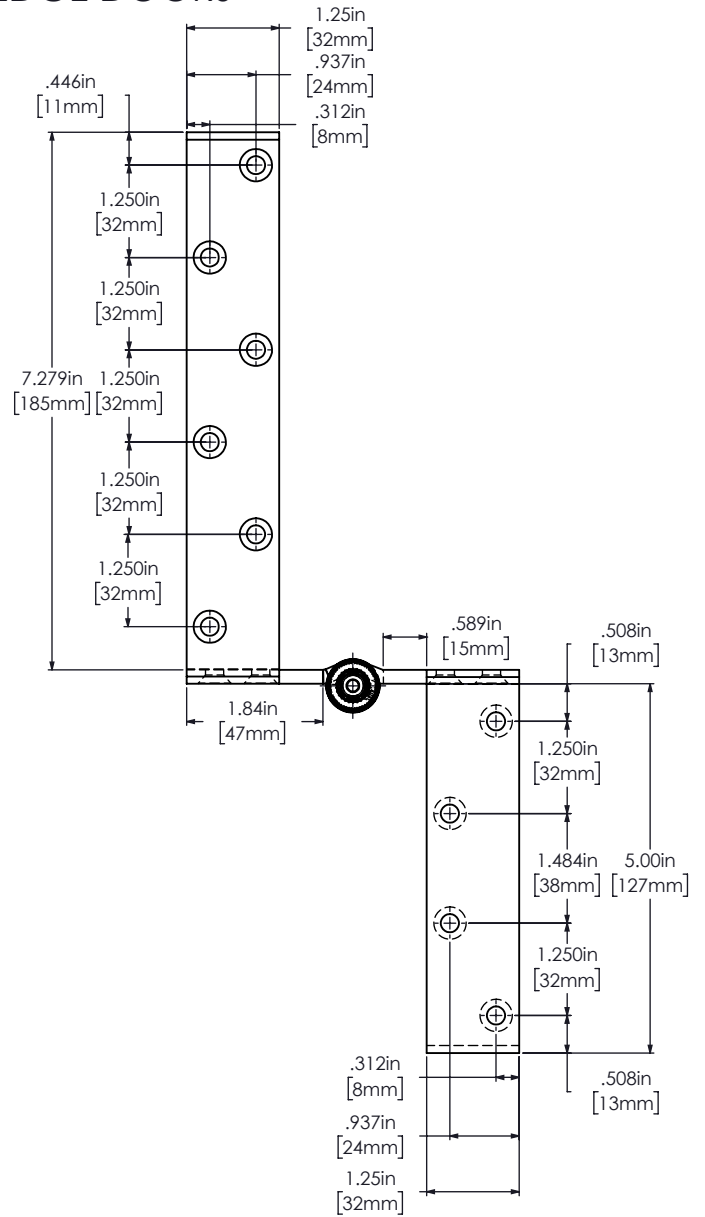 1.25in
[32mm]
.937in
[24mm]
.446in
[11mm]
.312in
[8mm]
1.250in
[32mm]
1.250in
[32mm]
7.279in
[185mm]
1.250in
[32mm]
1.250in
[32mm]
1.250in
[32mm]
.589in
[15mm]
.508in
[13mm]
1.84in
[47mm]
1.250in
[32mm]
1.484in
[38mm]
5.00in
[127mm]
1.250in
[32mm]
.312in
[8mm]
.508in
[13mm]
.937in
[24mm]
1.25in
[32mm]